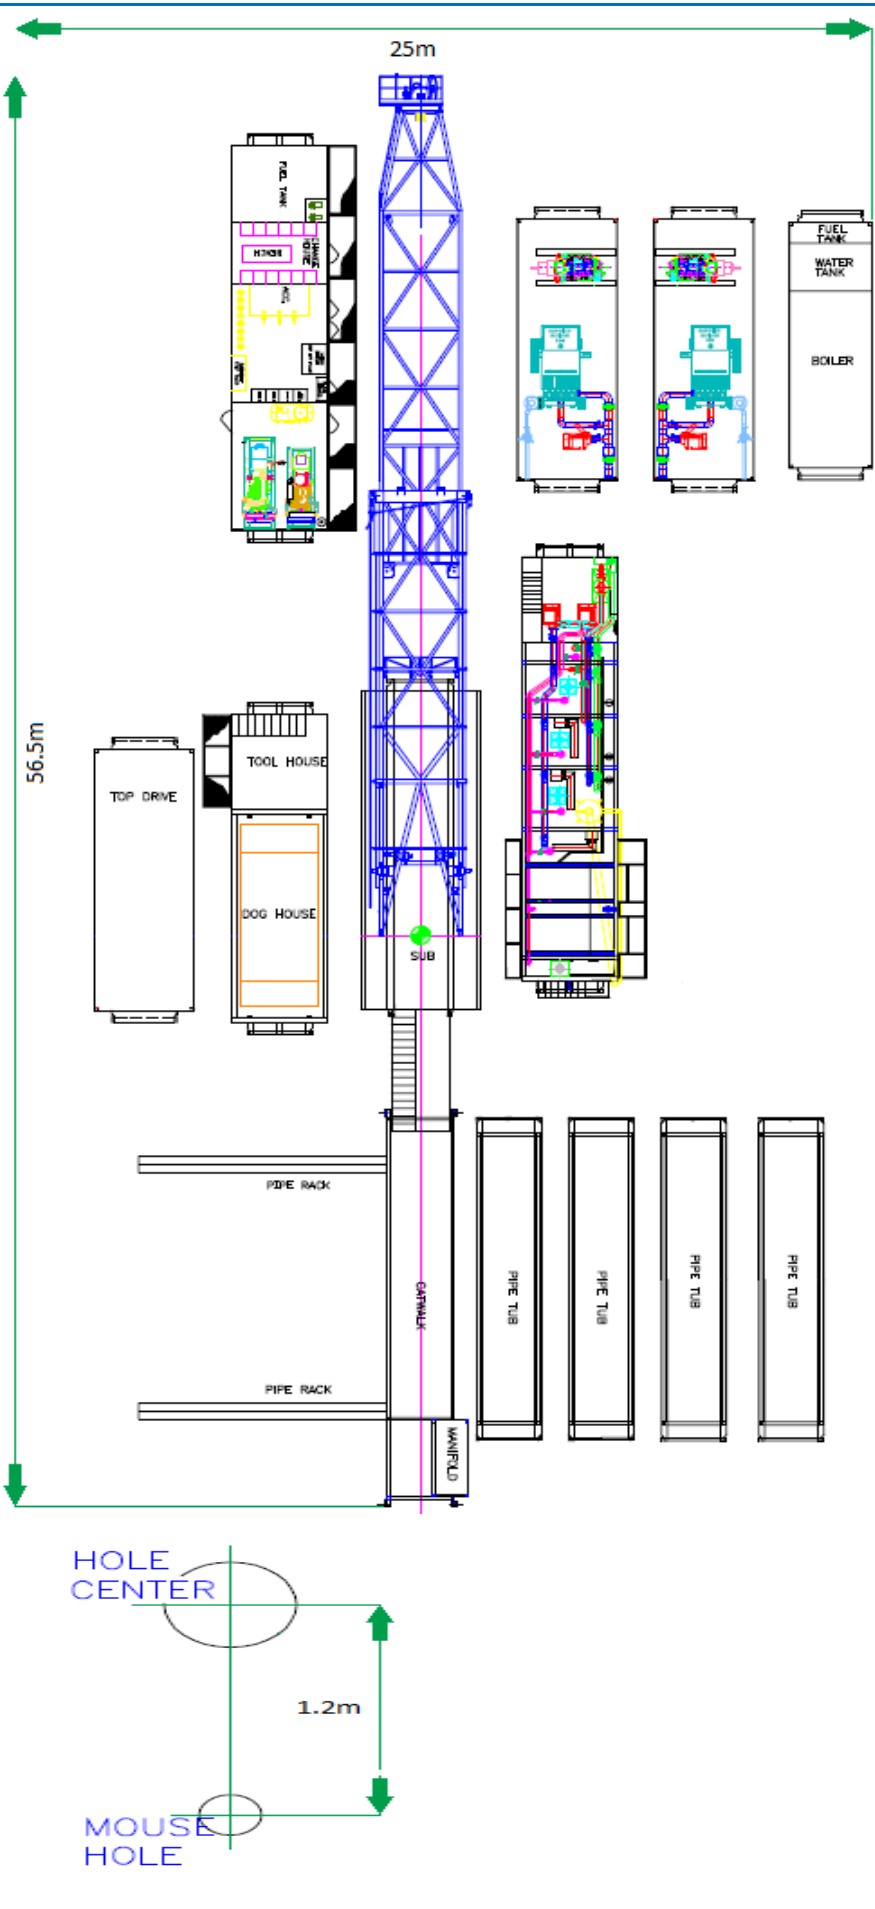 25m
FUEL TANK
CHANGE
HOUSE
BENCH
ACC
FUEL
TANK
WATER
TANK
BOILER
56.5m
TOOL HOUSE
TOP DRIVE
DOG HOUSE
SUB
PIPE RACK
CATWALK
PIPE TUB
PIPE TUB
PIPE TUB
PIPE TUB
PIPE RACK
MANIFOLD
HOLE
CENTER
1.2m
MOUSE
HOLE